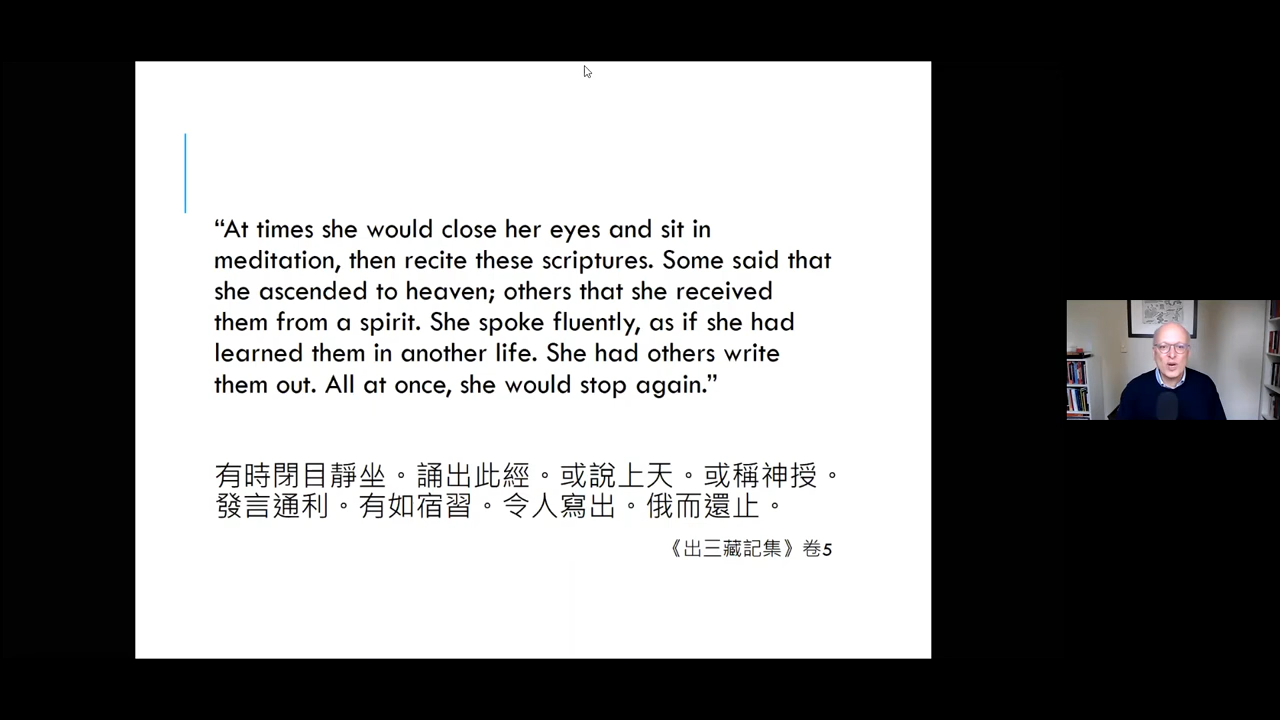 “At times she would close her eyes and sit in
meditation, then recite these scriptures. Some said that
she ascended to heaven; others that she received
them from a spirit. She spoke fluently, as if she had
learned them in another life. She had others write
them out. All at once, she would stop again.”
有時閉目靜坐。誦出此經。或說上天。或稱神授。
發言通利。有如宿習。令人寫出。俄而還止。
《出三藏記集》卷5